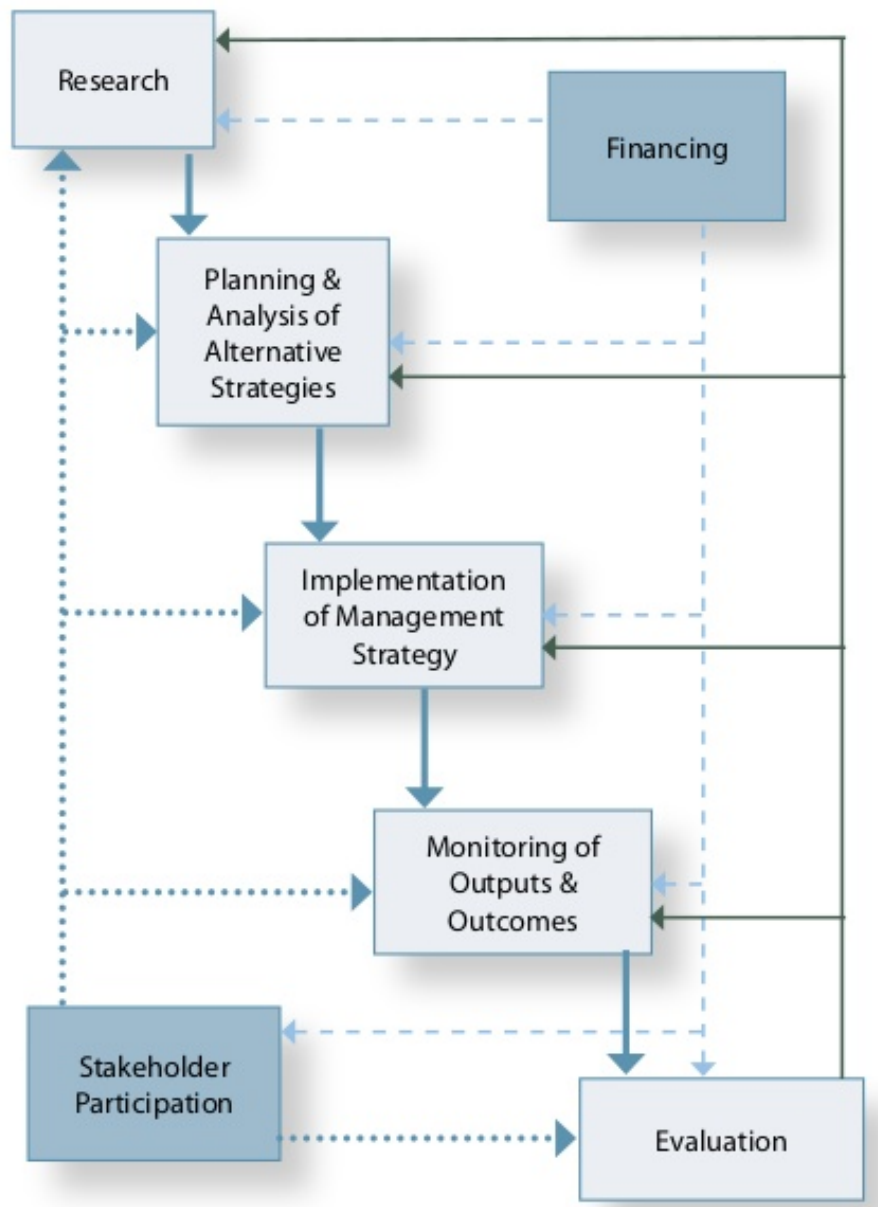 Research
Financing
Planning &
Analysis of
Alternative
Strategies
Implementation
of Management
Strategy
Monitoring of
Outputs &
Outcomes
Stakeholder
Participation
Evaluation